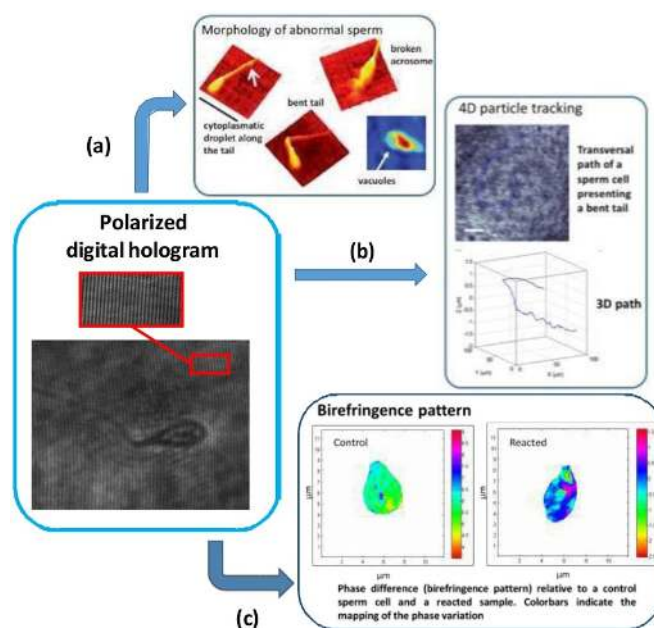 Morphology of abnormal sperm
broken
acrosome
bent tail
cytoplasmatic
droplet along
the tail
vacuoles
(a)
4D particle tracking
Transversal
path of a
sperm cell
presenting
a bent tail
3D path
Polarized
digital hologram
(b)
Birefringence pattern
Control
Reacted
µm
µm
µm
µm
Phase difference (birefringence pattern) relative to a control
sperm cell and a reacted sample. Colorbars indicate the
mapping of the phase variation
(c)